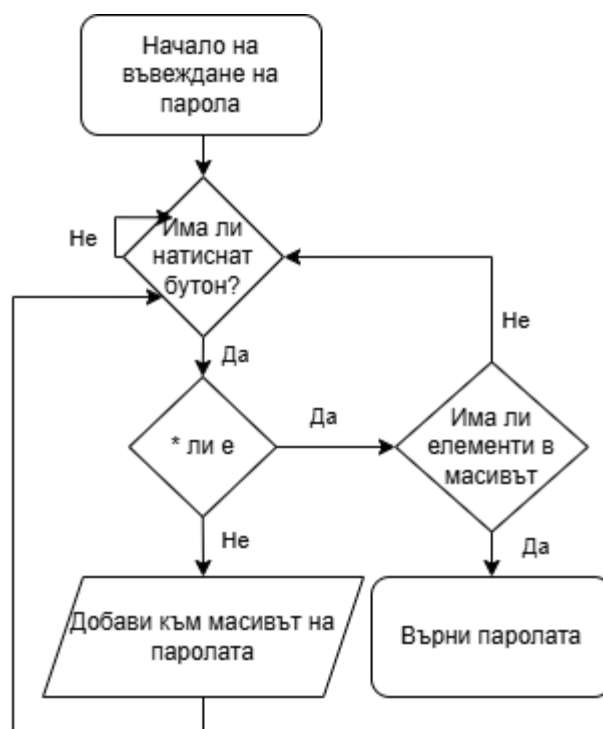 Начало на
въвеждане на
парола
Има ли
натиснат
бутон?
Не
Да
Не
* ли е
Да
Има ли
елементи в
масивът
Не
Да
Добави към масивът на
паролата
Върни паролата